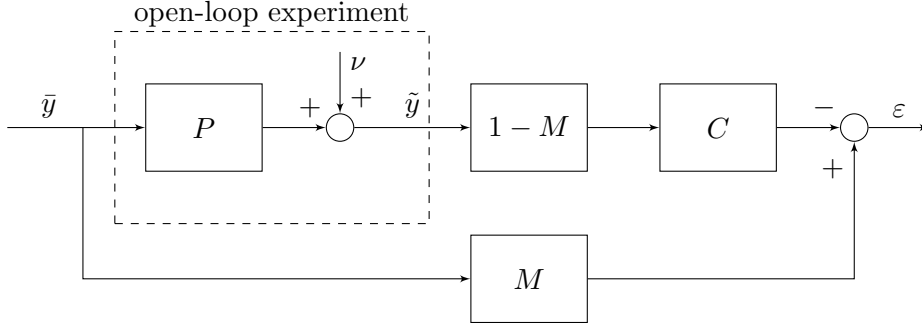 open-loop experiment
ȳ
P
+
ν
+
ỹ
1 − M
C
−
ε
+
M